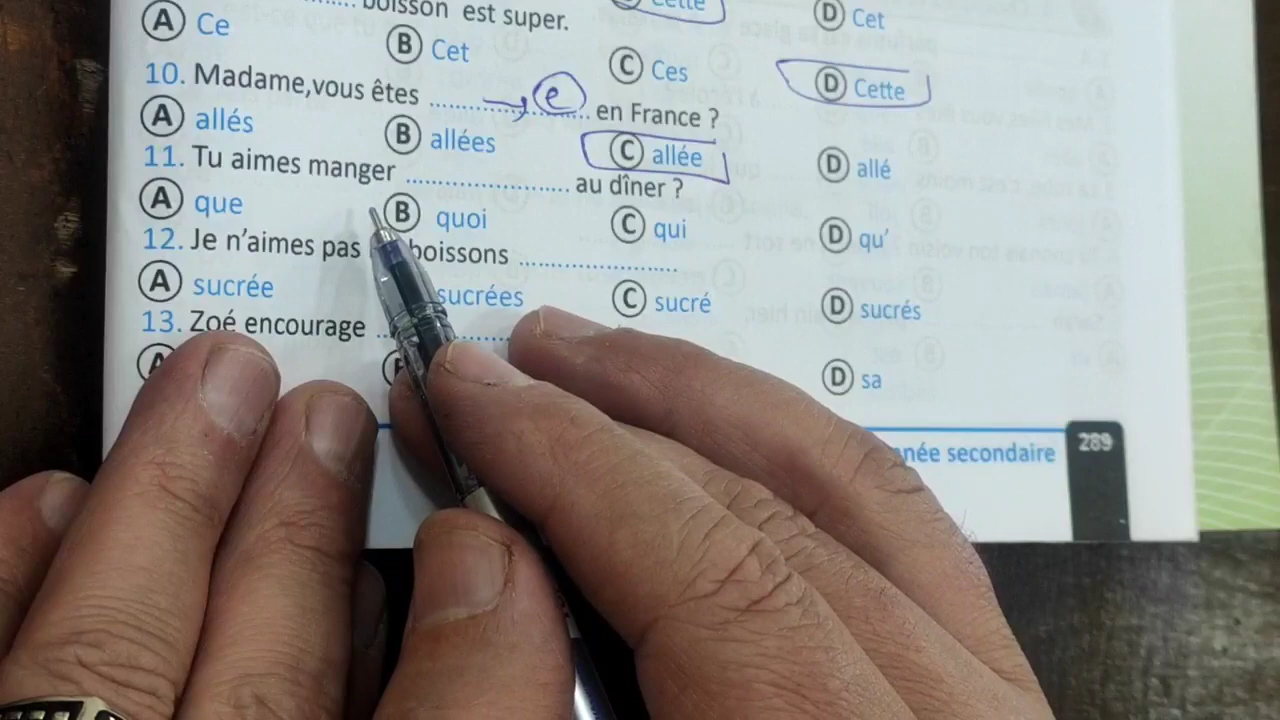 boisson est super.
Cette D Cet
A Ce B Cet C Ces D Cette
10. Madame,vous êtes .................. e .. en France ?
A allés B allées C allée D allé
11. Tu aimes manger ........................... au dîner ?
A que B quoi C qui D qu'
12. Je n'aimes pas boissons ..........................
A sucrée sucrées C sucré D sucrés
13. Zoé encourage
D sa
secondaire 289